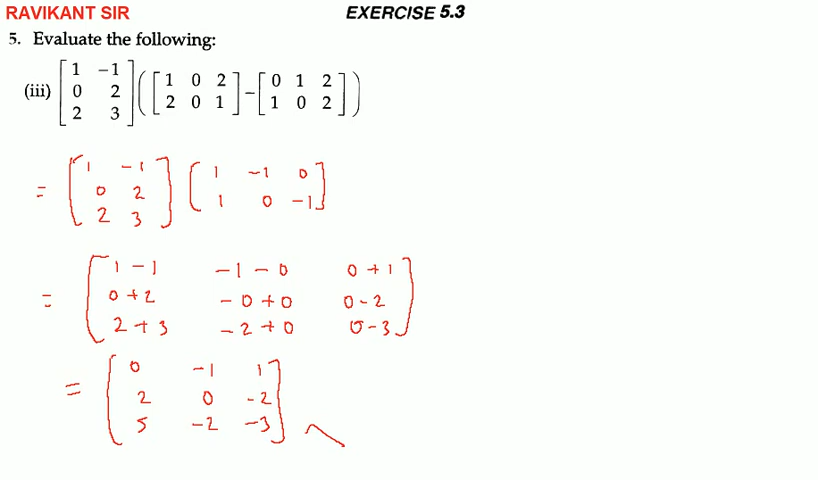 RAVIKANT SIR EXERCISE 5.3
5. Evaluate the following:
1 -1 1 0 2 0 1 2
(iii) 0 2 ( - )
2 3 2 0 1 1 0 2
1 -1 1 -1 0
= 0 2
2 3 1 0 -1
1 - 1 -1 - 0 0 + 1
= 0 + 2 - 0 + 0 0 - 2
2 + 3 - 2 + 0 0 - 3
0 -1 1
= 2 0 -2
5 -2 -3